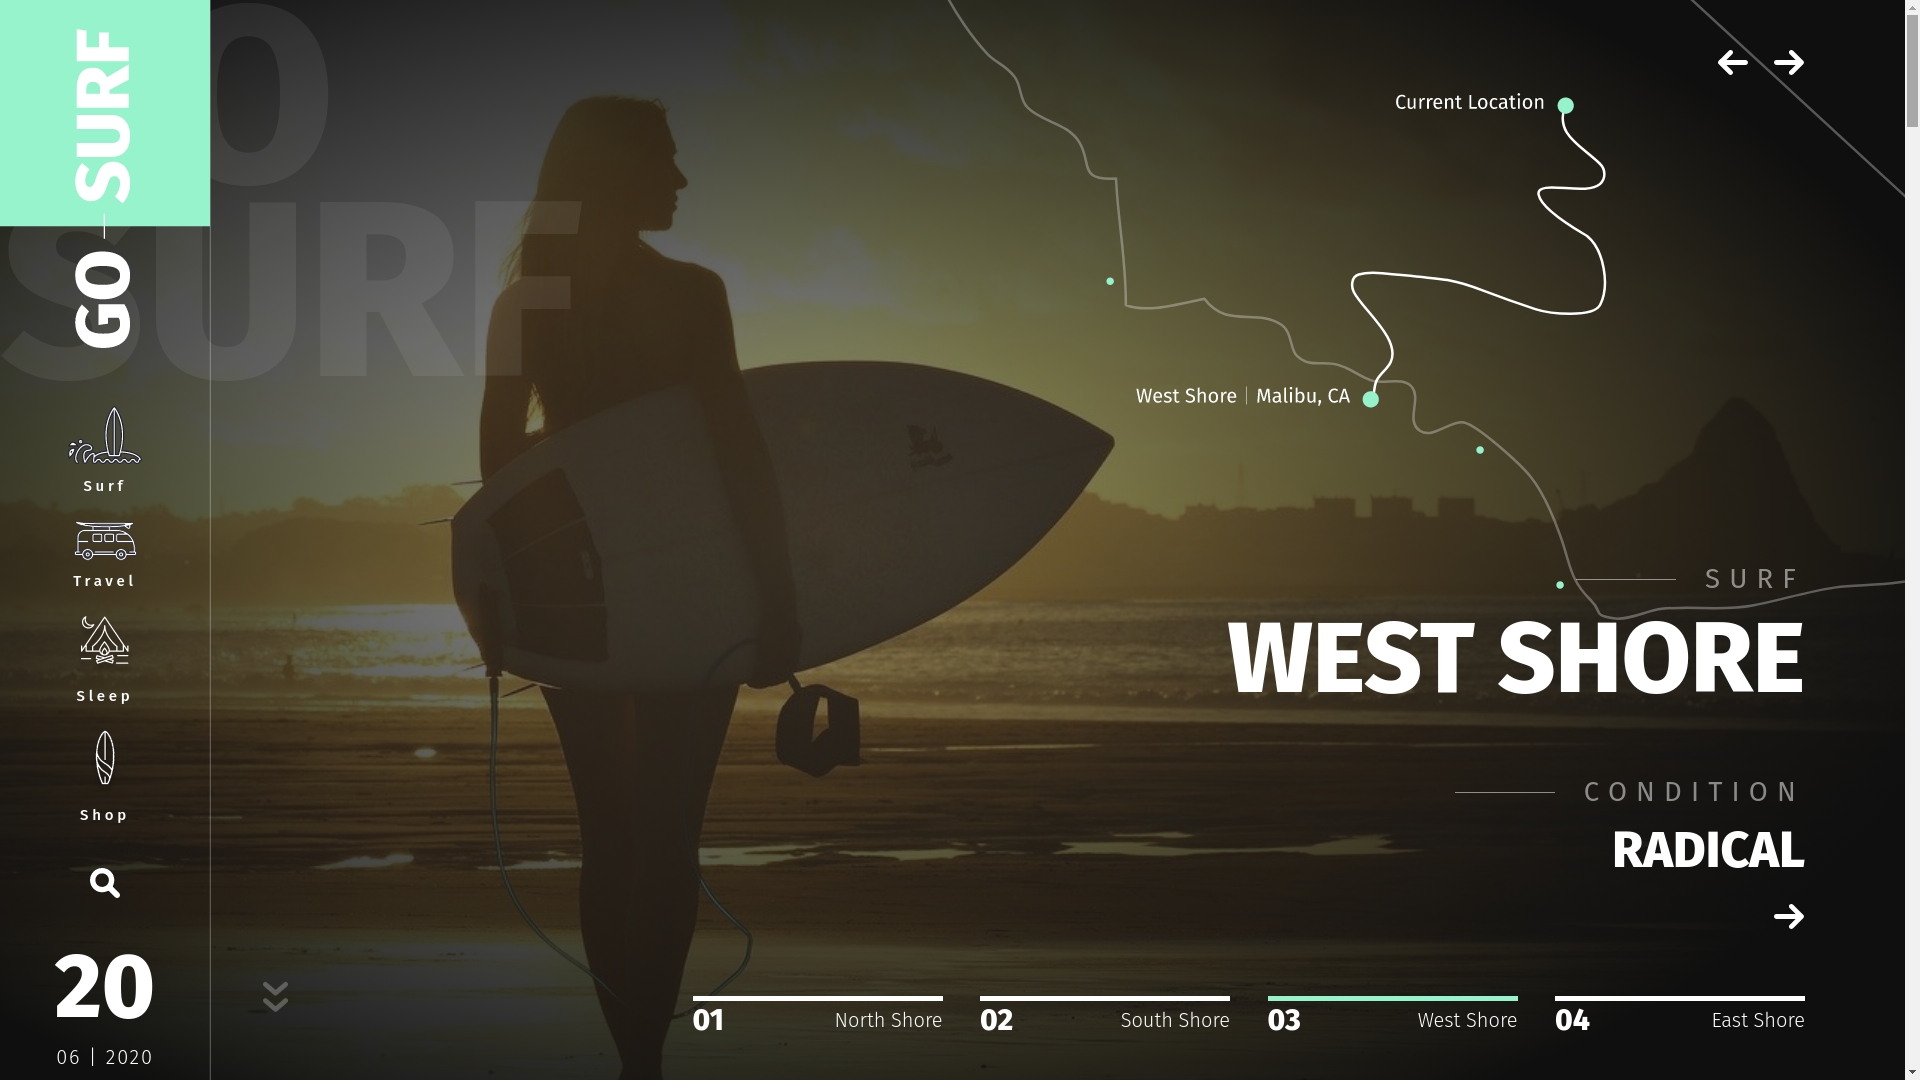 GO — SURF
GO
SURF
Surf
Travel
Sleep
Shop
20
06 | 2020
Current Location
West Shore | Malibu, CA
SURF
WEST SHORE
CONDITION
RADICAL
01 North Shore
02 South Shore
03 West Shore
04 East Shore